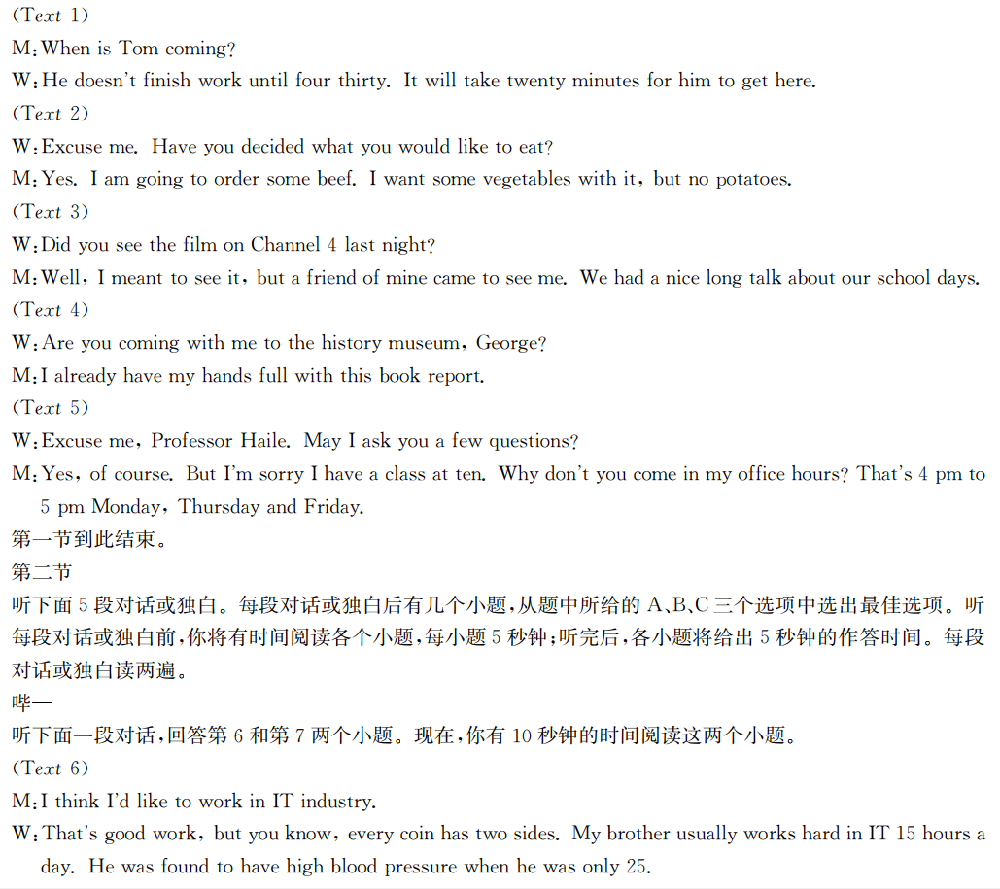 (Text 1)
M:When is Tom coming?
W:He doesn't finish work until four thirty. It will take twenty minutes for him to get here.
(Text 2)
W:Excuse me. Have you decided what you would like to eat?
M:Yes. I am going to order some beef. I want some vegetables with it, but no potatoes.
(Text 3)
W:Did you see the film on Channel 4 last night?
M:Well, I meant to see it, but a friend of mine came to see me. We had a nice long talk about our school days.
(Text 4)
W:Are you coming with me to the history museum, George?
M:I already have my hands full with this book report.
(Text 5)
W:Excuse me, Professor Haile. May I ask you a few questions?
M:Yes, of course. But I'm sorry I have a class at ten. Why don't you come in my office hours? That's 4 pm to
5 pm Monday, Thursday and Friday.
第一节到此结束。
第二节
听下面5段对话或独白。每段对话或独白后有几个小题,从题中所给的A、B、C三个选项中选出最佳选项。听
每段对话或独白前,你将有时间阅读各个小题,每小题5秒钟;听完后,各小题将给出5秒钟的作答时间。每段
对话或独白读两遍。
哔—
听下面一段对话,回答第6和第7两个小题。现在,你有10秒钟的时间阅读这两个小题。
(Text 6)
M:I think I'd like to work in IT industry.
W:That's good work, but you know, every coin has two sides. My brother usually works hard in IT 15 hours a
day. He was found to have high blood pressure when he was only 25.